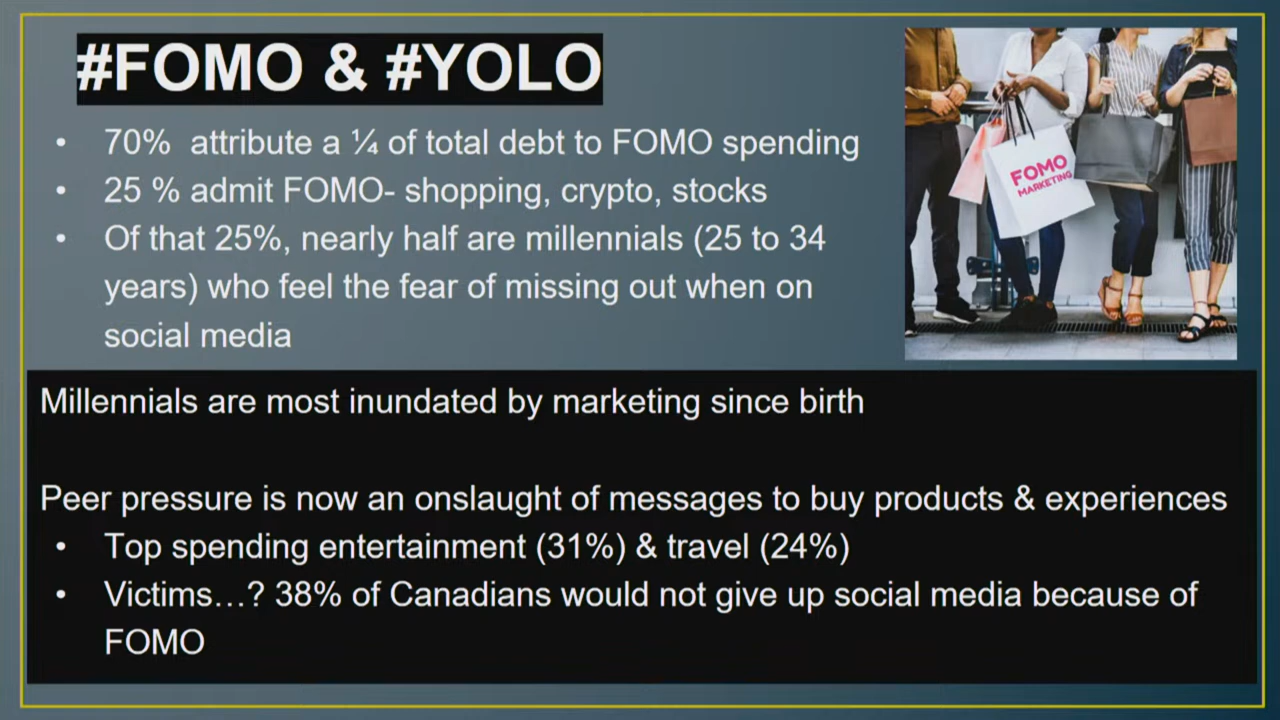 #FOMO & #YOLO
• 70%  attribute a ¼ of total debt to FOMO spending
• 25 % admit FOMO- shopping, crypto, stocks
• Of that 25%, nearly half are millennials (25 to 34
years) who feel the fear of missing out when on
social media
FOMO
MARKETING
Millennials are most inundated by marketing since birth
Peer pressure is now an onslaught of messages to buy products & experiences
• Top spending entertainment (31%) & travel (24%)
• Victims…? 38% of Canadians would not give up social media because of
FOMO